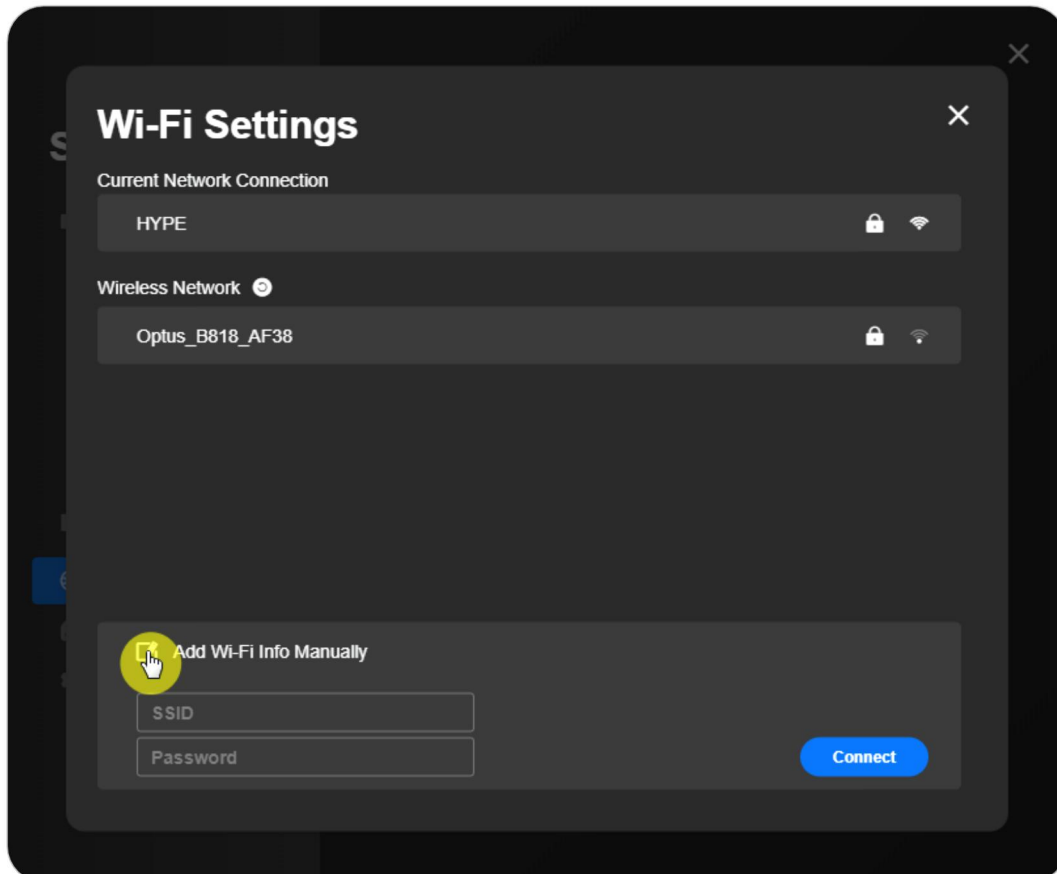 S
Wi-Fi Settings
Current Network Connection
HYPE
Wireless Network
Optus_B818_AF38
Add Wi-Fi Info Manually
SSID
Password
Connect